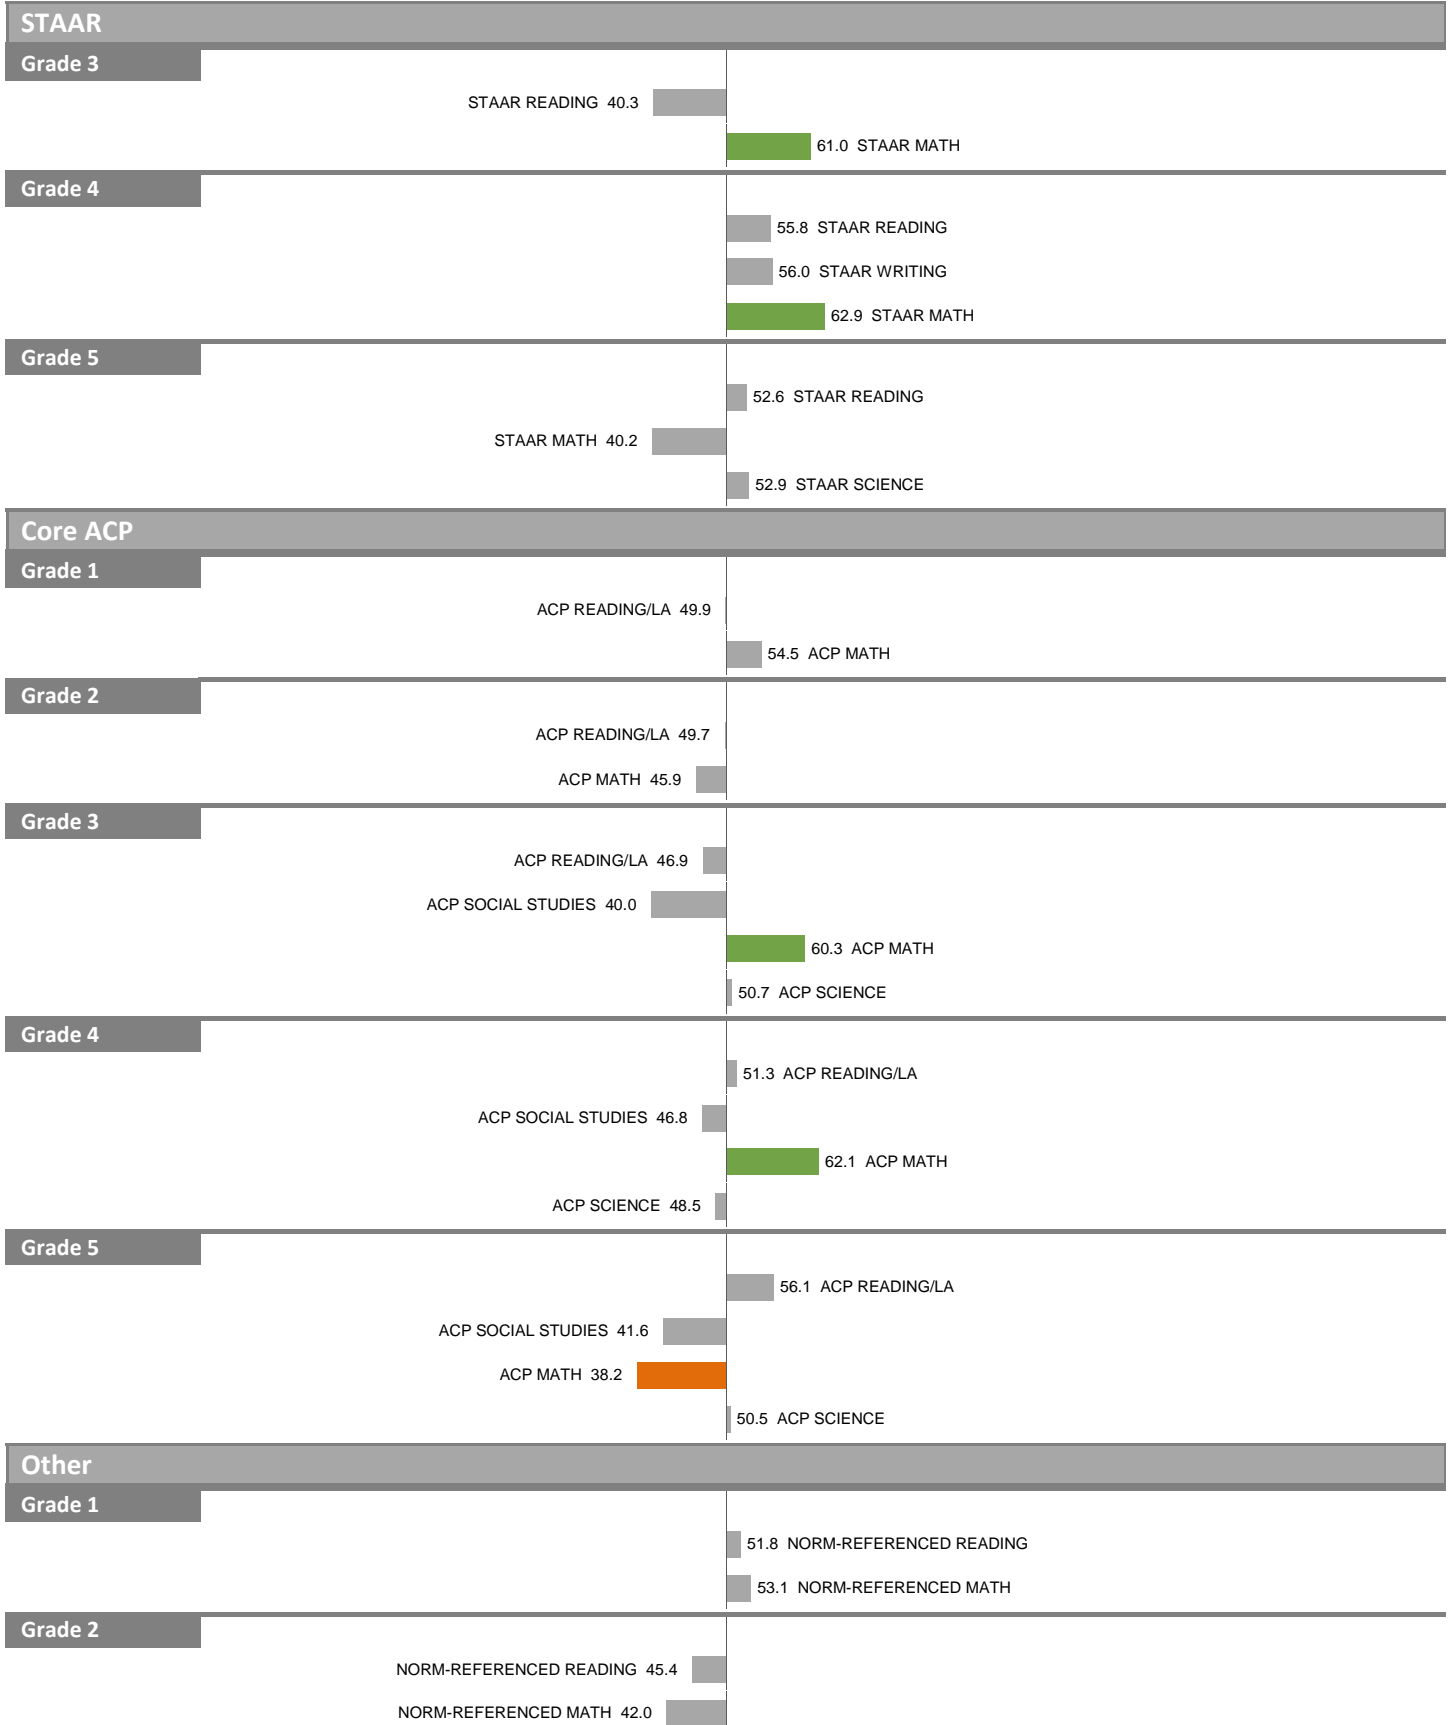 STAAR
Grade 3
STAAR READING 40.3
61.0 STAAR MATH
Grade 4
55.8 STAAR READING
56.0 STAAR WRITING
62.9 STAAR MATH
Grade 5
52.6 STAAR READING
STAAR MATH 40.2
52.9 STAAR SCIENCE
Core ACP
Grade 1
ACP READING/LA 49.9
54.5 ACP MATH
Grade 2
ACP READING/LA 49.7
ACP MATH 45.9
Grade 3
ACP READING/LA 46.9
ACP SOCIAL STUDIES 40.0
60.3 ACP MATH
50.7 ACP SCIENCE
Grade 4
51.3 ACP READING/LA
ACP SOCIAL STUDIES 46.8
62.1 ACP MATH
ACP SCIENCE 48.5
Grade 5
56.1 ACP READING/LA
ACP SOCIAL STUDIES 41.6
ACP MATH 38.2
50.5 ACP SCIENCE
Other
Grade 1
51.8 NORM-REFERENCED READING
53.1 NORM-REFERENCED MATH
Grade 2
NORM-REFERENCED READING 45.4
NORM-REFERENCED MATH 42.0